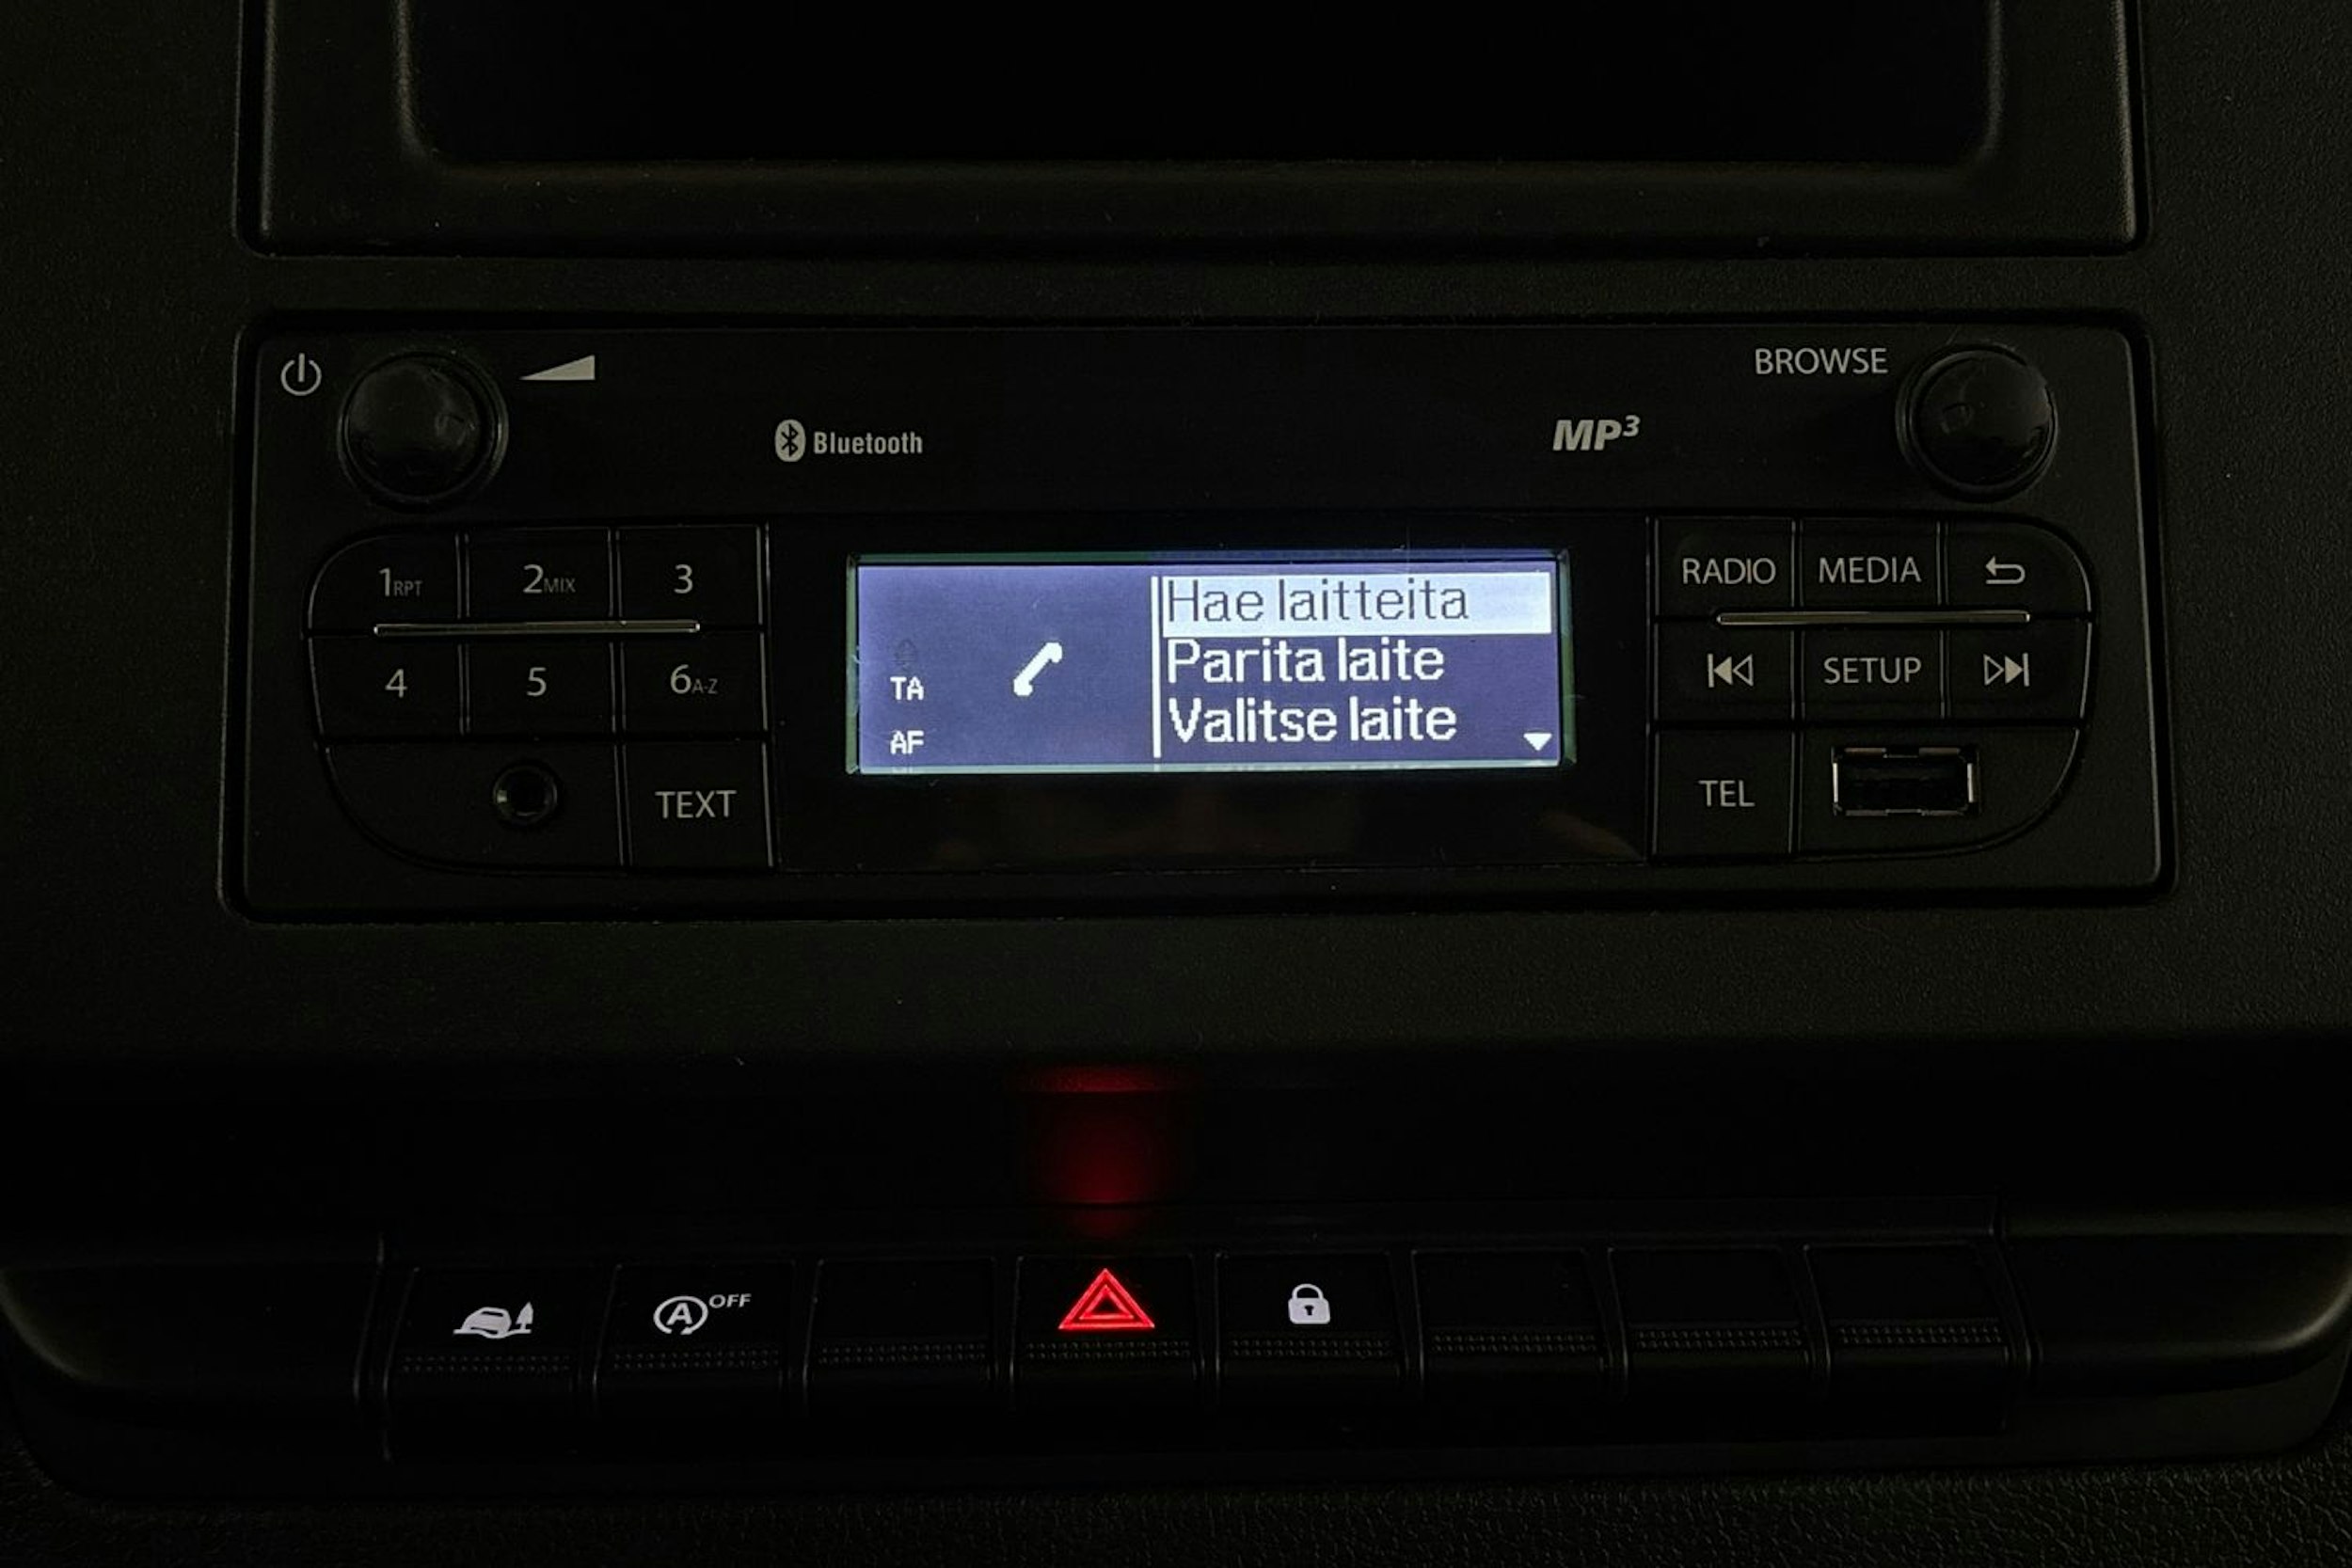 BROWSE
Bluetooth
MP3
1RPT
2MIX
3
Hae laitteita
RADIO
MEDIA
4
5
6A-Z
TA
Parita laite
SETUP
AF
Valitse laite
TEXT
TEL
A OFF